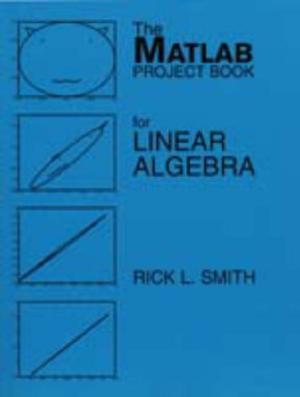 The
MATLAB
PROJECT BOOK
for
LINEAR
ALGEBRA
RICK L. SMITH